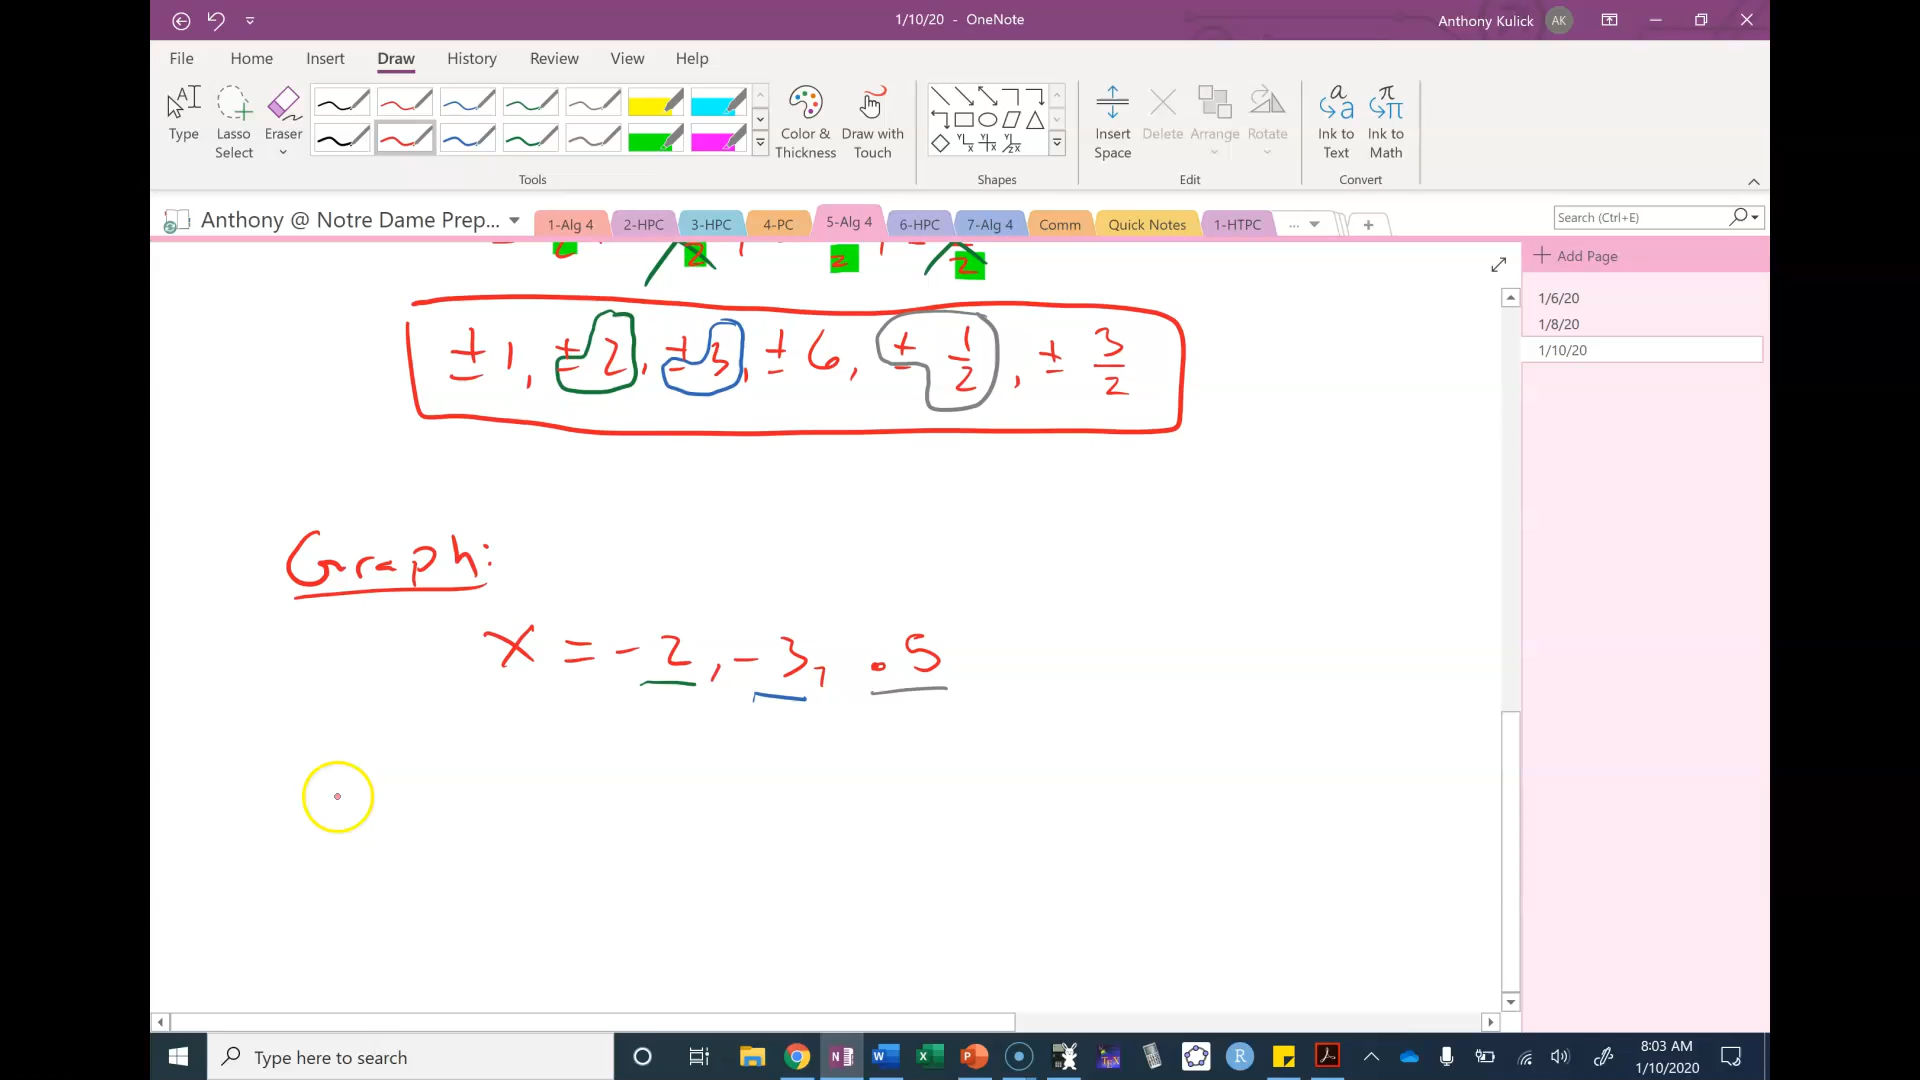 1/10/20 - OneNote
Anthony Kulick AK
File Home Insert Draw History Review View Help
Type
Lasso Select
Eraser
Color & Thickness
Draw with Touch
Insert Space
Delete
Arrange
Rotate
Ink to Text
Ink to Math
Tools
Shapes
Edit
Convert
Anthony @ Notre Dame Prep...
1-Alg 4 2-HPC 3-HPC 4-PC 5-Alg 4 6-HPC 7-Alg 4 Comm Quick Notes 1-HTPC ...
Search (Ctrl+E)
Add Page
1/6/20
1/8/20
1/10/20
2 2 2 2
± 1, ± 2, ± 3, ± 6, ± 1/2, ± 3/2
Graph:
x = -2, -3, .5
Type here to search
8:03 AM
1/10/2020